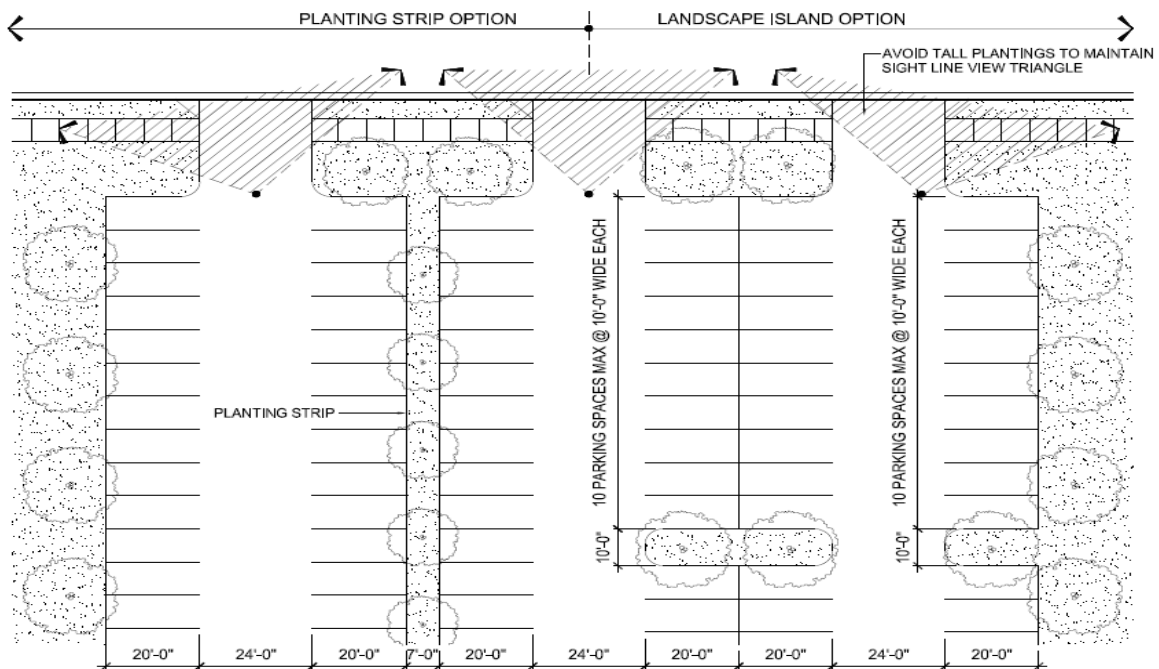 PLANTING STRIP OPTION
LANDSCAPE ISLAND OPTION
AVOID TALL PLANTINGS TO MAINTAIN
SIGHT LINE VIEW TRIANGLE
10 PARKING SPACES MAX @ 10'-0" WIDE EACH
10 PARKING SPACES MAX @ 10'-0" WIDE EACH
PLANTING STRIP
10'-0"
10'-0"
20'-0" 24'-0" 20'-0" 7'-0" 20'-0" 24'-0" 20'-0" 20'-0" 24'-0" 20'-0"